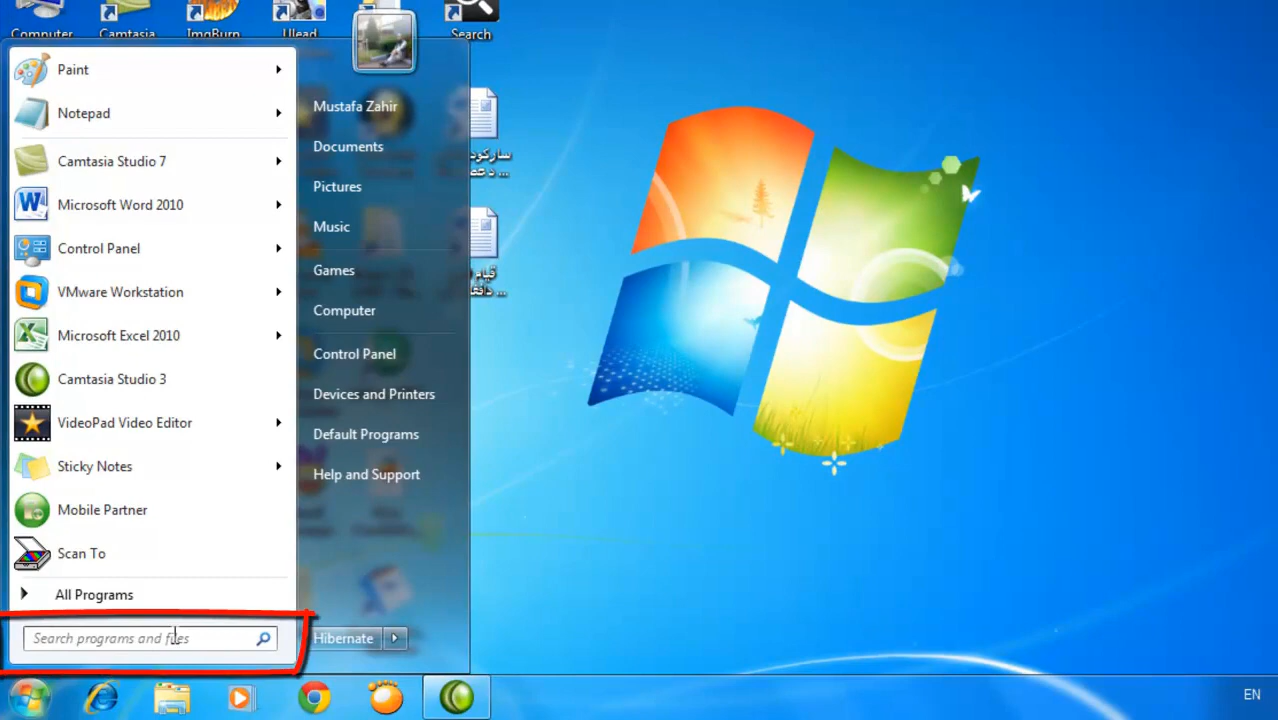 Computer
Camtasia
ImgBurn
Ulead
Search
Paint
Notepad
Camtasia Studio 7
Microsoft Word 2010
Control Panel
VMware Workstation
Microsoft Excel 2010
Camtasia Studio 3
VideoPad Video Editor
Sticky Notes
Mobile Partner
Scan To
All Programs
Search programs and files
Mustafa Zahir
Documents
Pictures
Music
Games
Computer
Control Panel
Devices and Printers
Default Programs
Help and Support
Hibernate
EN